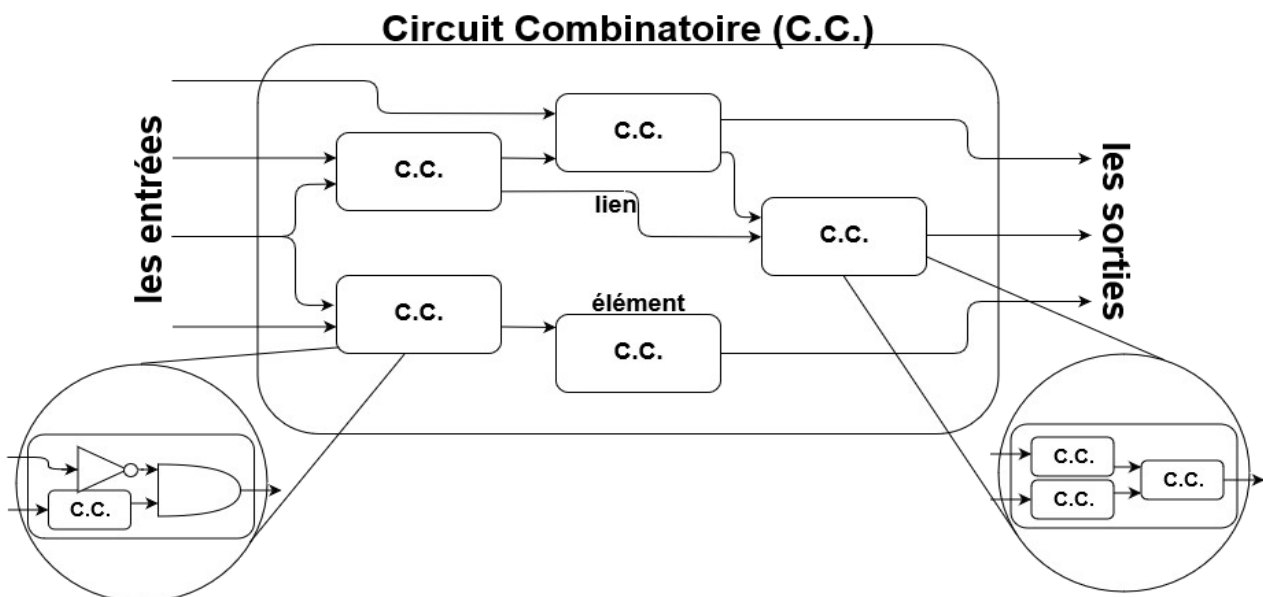 Circuit Combinatoire (C.C.)
les entrées
C.C.
C.C.
lien
C.C.
C.C.
élément
C.C.
les sorties
C.C.
C.C.
C.C.
C.C.